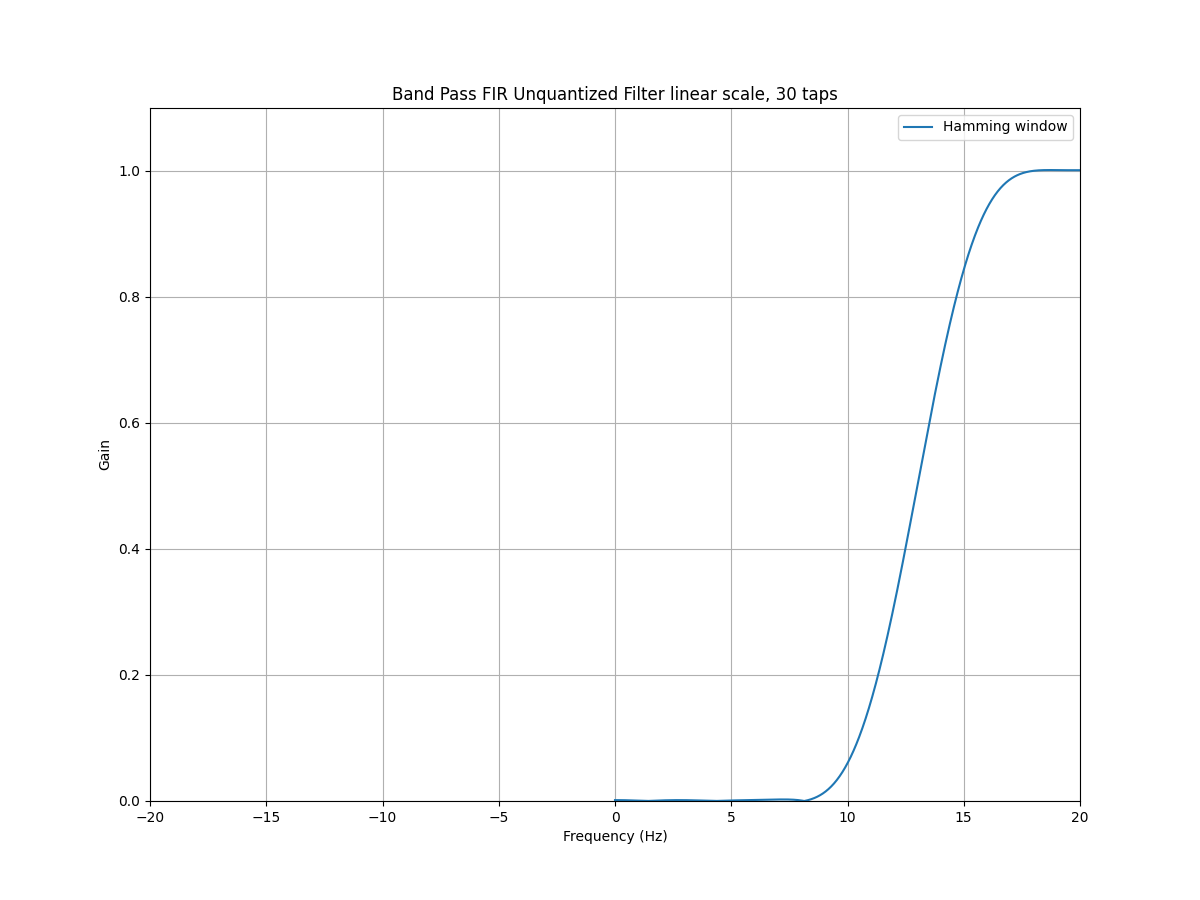 Band Pass FIR Unquantized Filter linear scale, 30 taps
Hamming window
1.0
0.8
0.6
0.4
0.2
0.0
Gain
−20 −15 −10 −5 0 5 10 15 20
Frequency (Hz)